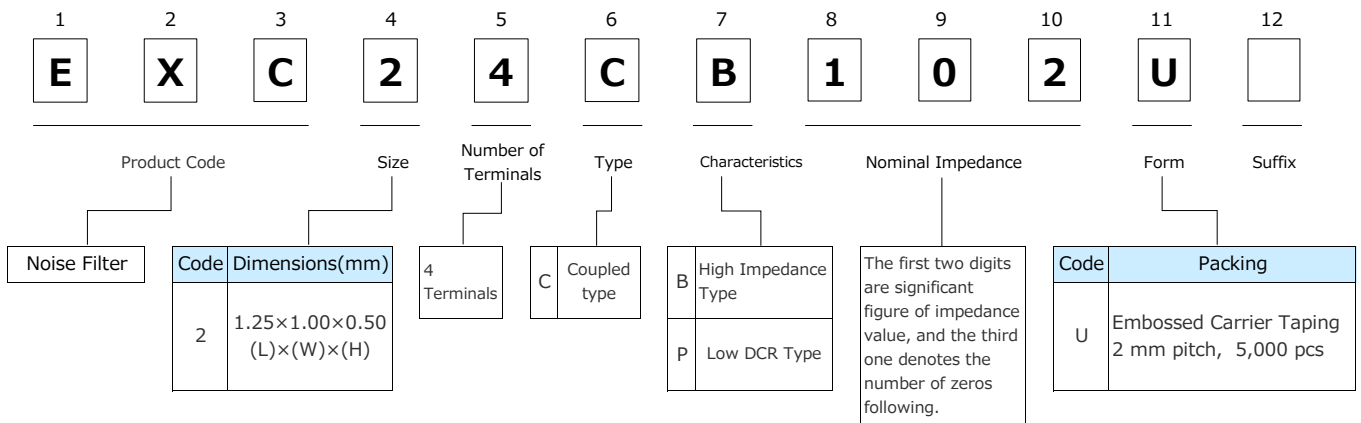 1 2 3 4 5 6 7 8 9 10 11 12
E X C 2 4 C B 1 0 2 U
Product Code Size Number of Terminals Type Characteristics Nominal Impedance Form Suffix
Noise Filter
Code Dimensions(mm)
2 1.25×1.00×0.50
(L)×(W)×(H)
4
Terminals
C Coupled
type
B High Impedance
Type
P Low DCR Type
The first two digits
are significant
figure of impedance
value, and the third
one denotes the
number of zeros
following.
Code Packing
U Embossed Carrier Taping
2 mm pitch, 5,000 pcs